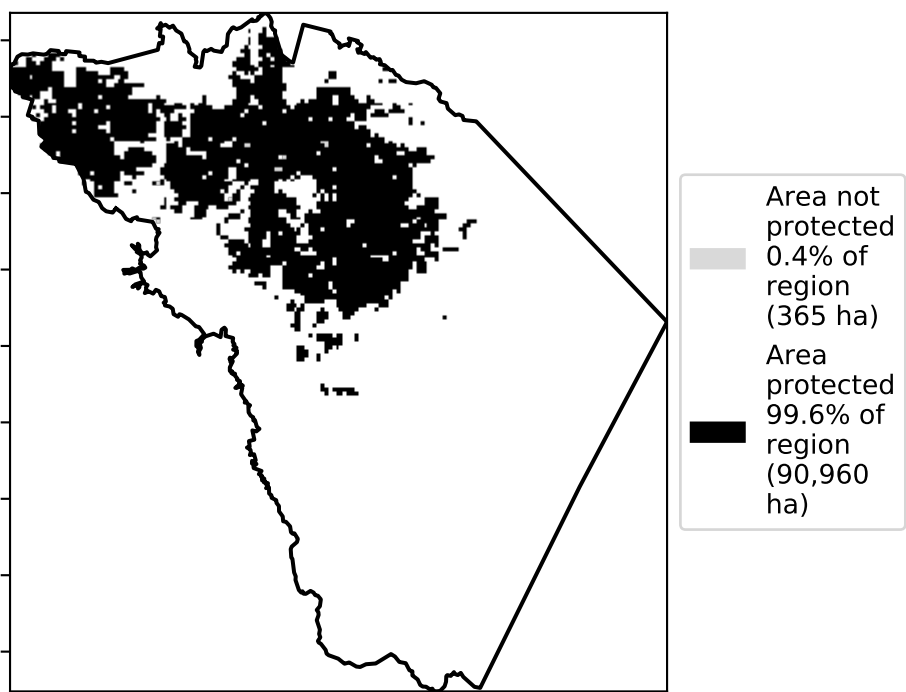 Area not
protected
0.4% of
region
(365 ha)
Area
protected
99.6% of
region
(90,960
ha)